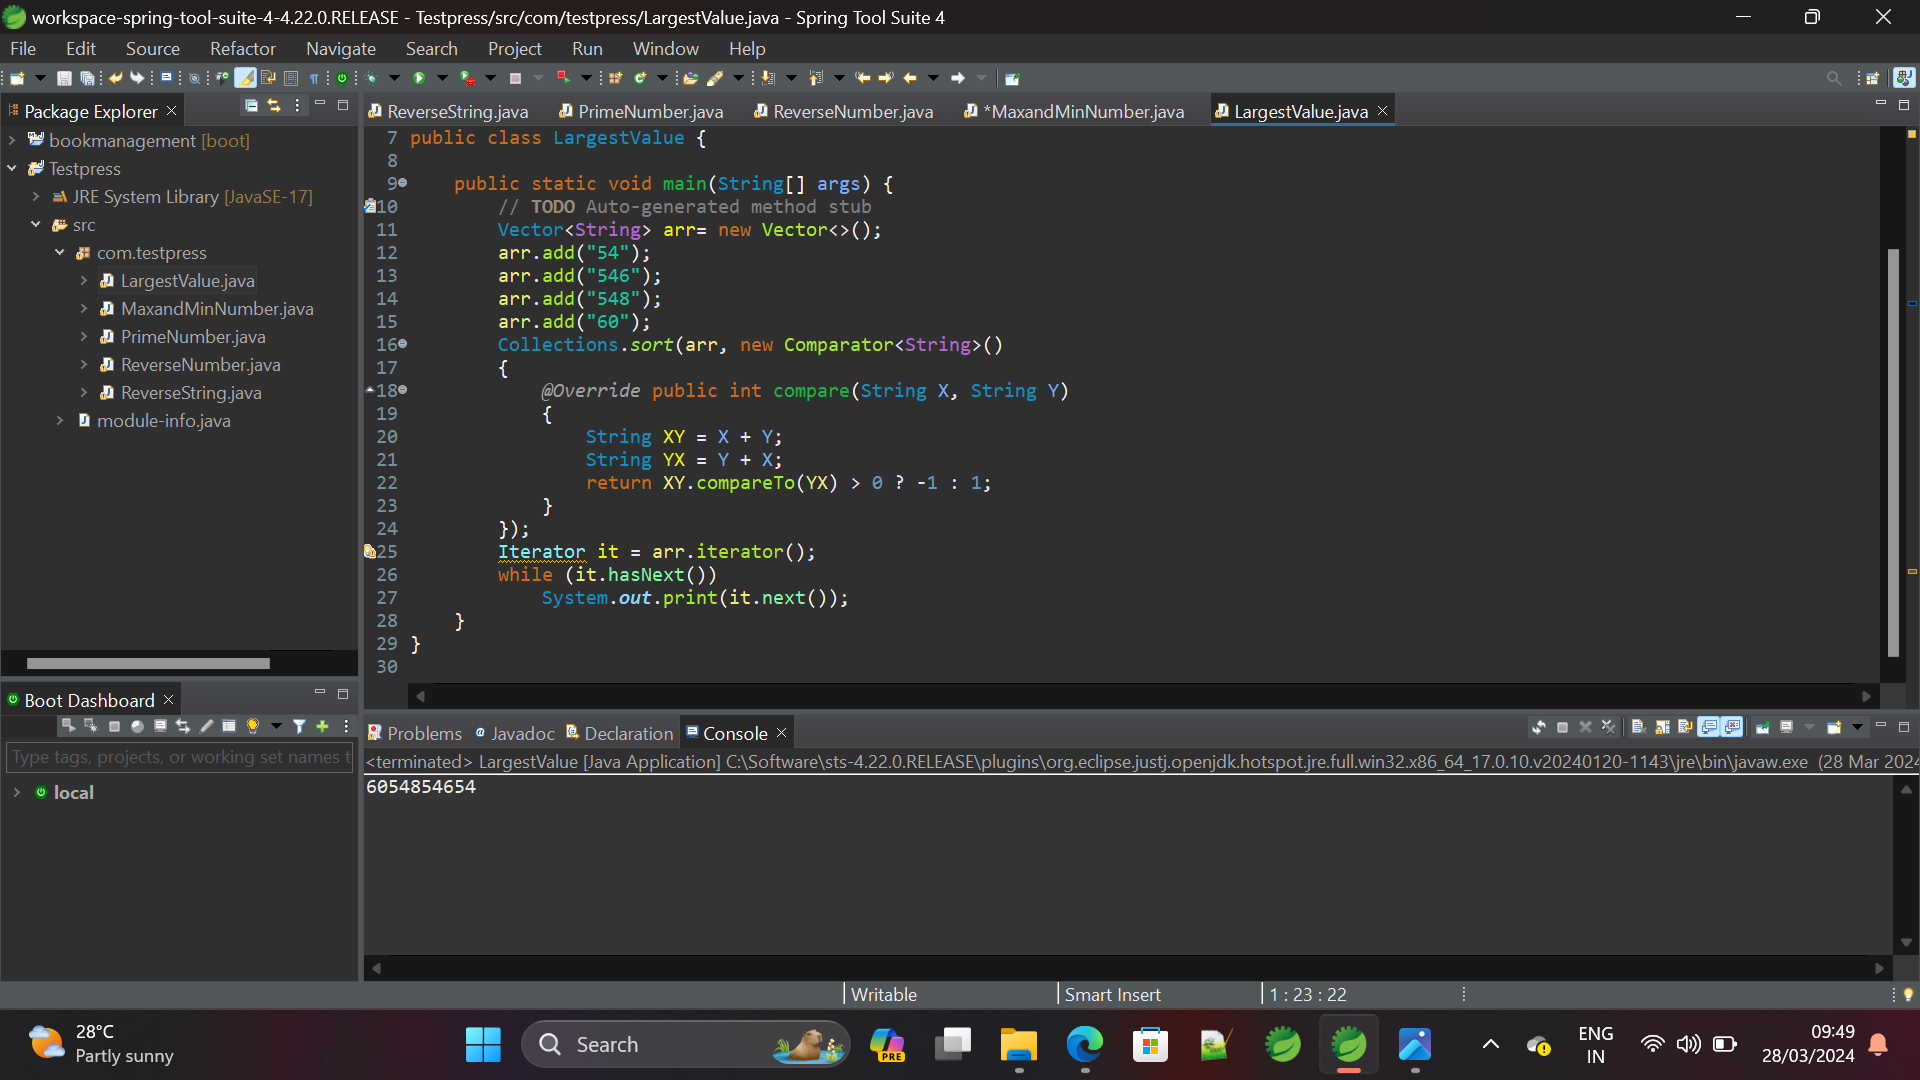 workspace-spring-tool-suite-4-4.22.0.RELEASE - Testpress/src/com/testpress/LargestValue.java - Spring Tool Suite 4
File Edit Source Refactor Navigate Search Project Run Window Help
Package Explorer
bookmanagement [boot]
Testpress
JRE System Library [JavaSE-17]
src
com.testpress
LargestValue.java
MaxandMinNumber.java
PrimeNumber.java
ReverseNumber.java
ReverseString.java
module-info.java
Boot Dashboard
Type tags, projects, or working set names t
local
ReverseString.java PrimeNumber.java ReverseNumber.java *MaxandMinNumber.java LargestValue.java
7 public class LargestValue {
8
9 public static void main(String[] args) {
10 // TODO Auto-generated method stub
11 Vector<String> arr= new Vector<>();
12 arr.add("54");
13 arr.add("546");
14 arr.add("548");
15 arr.add("60");
16 Collections.sort(arr, new Comparator<String>()
17 {
18 @Override public int compare(String X, String Y)
19 {
20 String XY = X + Y;
21 String YX = Y + X;
22 return XY.compareTo(YX) > 0 ? -1 : 1;
23 }
24 });
25 Iterator it = arr.iterator();
26 while (it.hasNext())
27 System.out.print(it.next());
28 }
29 }
30
Problems Javadoc Declaration Console
<terminated> LargestValue [Java Application] C:\Software\sts-4.22.0.RELEASE\plugins\org.eclipse.justj.openjdk.hotspot.jre.full.win32.x86_64_17.0.10.v20240120-1143\jre\bin\javaw.exe (28 Mar 2024
6054854654
Writable Smart Insert 1 : 23 : 22
28°C
Partly sunny
Search
PRE
ENG
IN
09:49
28/03/2024